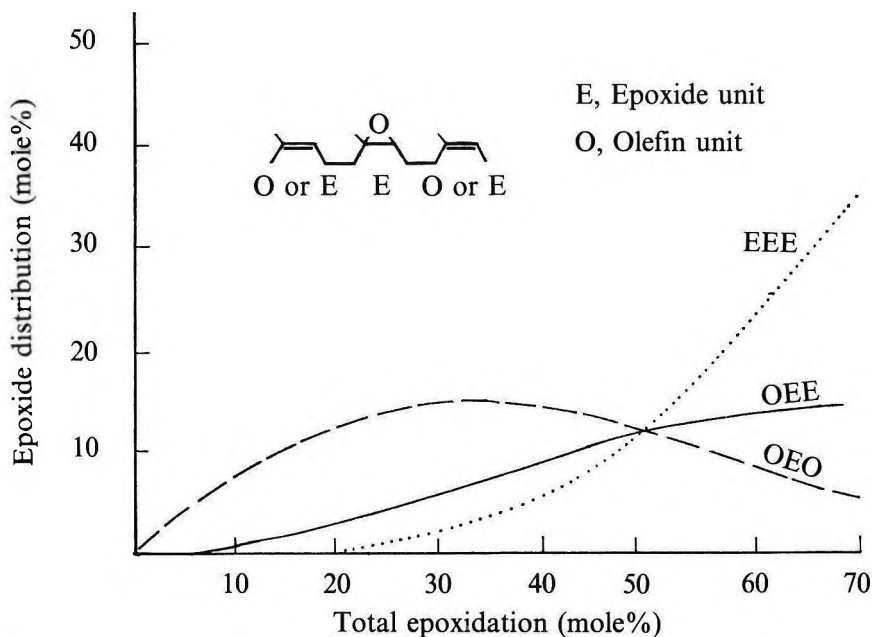 50
40
30
20
10
Epoxide distribution (mole%)
E, Epoxide unit
O, Olefin unit
O
O or E E O or E
EEE
OEE
OEO
10 20 30 40 50 60 70
Total epoxidation (mole%)